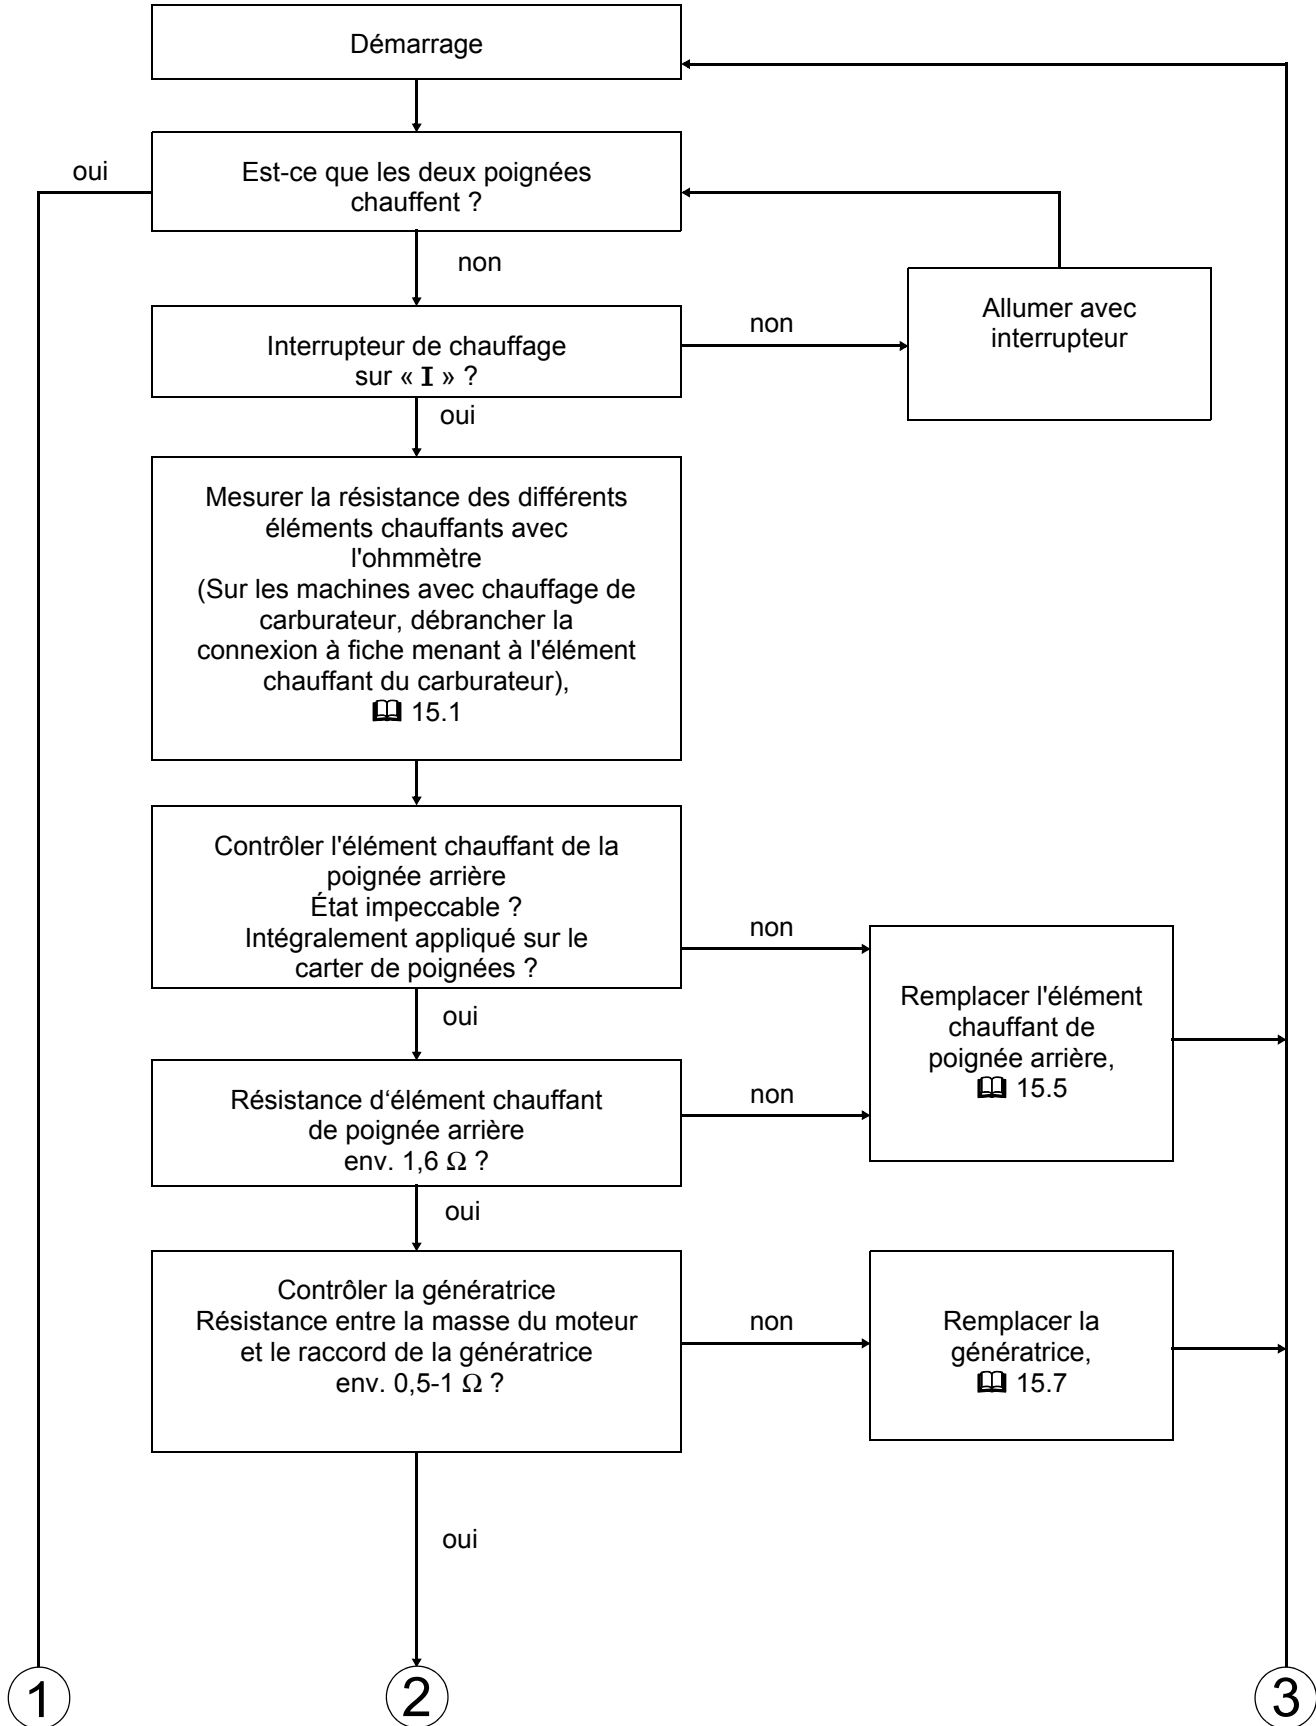 Démarrage
oui
Est-ce que les deux poignées
chauffent ?
non
Interrupteur de chauffage
sur « I » ?
non
Allumer avec
interrupteur
oui
Mesurer la résistance des différents
éléments chauffants avec
l'ohmmètre
(Sur les machines avec chauffage de
carburateur, débrancher la
connexion à fiche menant à l'élément
chauffant du carburateur),
15.1
Contrôler l'élément chauffant de la
poignée arrière
État impeccable ?
Intégralement appliqué sur le
carter de poignées ?
non
Remplacer l'élément
chauffant de
poignée arrière,
15.5
oui
Résistance d‘élément chauffant
de poignée arrière
env. 1,6 Ω ?
non
oui
Contrôler la génératrice
Résistance entre la masse du moteur
et le raccord de la génératrice
env. 0,5-1 Ω ?
non
Remplacer la
génératrice,
15.7
oui
1
2
3